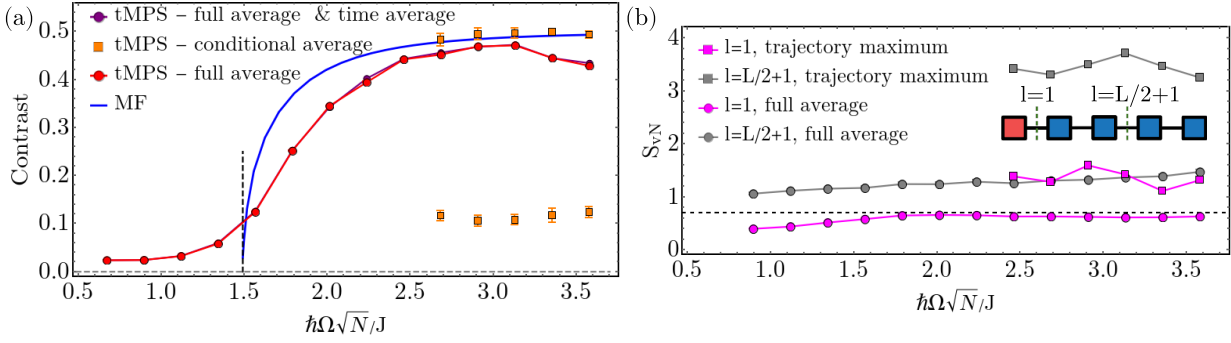 (a)
tMPS – full average & time average
tMPS – conditional average
tMPS – full average
MF
Contrast
0.5
0.4
0.3
0.2
0.1
0.0
0.5 1.0 1.5 2.0 2.5 3.0 3.5
ℏΩ√N/J
(b)
l=1, trajectory maximum
l=L/2+1, trajectory maximum
l=1, full average
l=L/2+1, full average
l=1 l=L/2+1
S_vN
4
3
2
1
0
0.5 1.0 1.5 2.0 2.5 3.0 3.5
ℏΩ√N/J